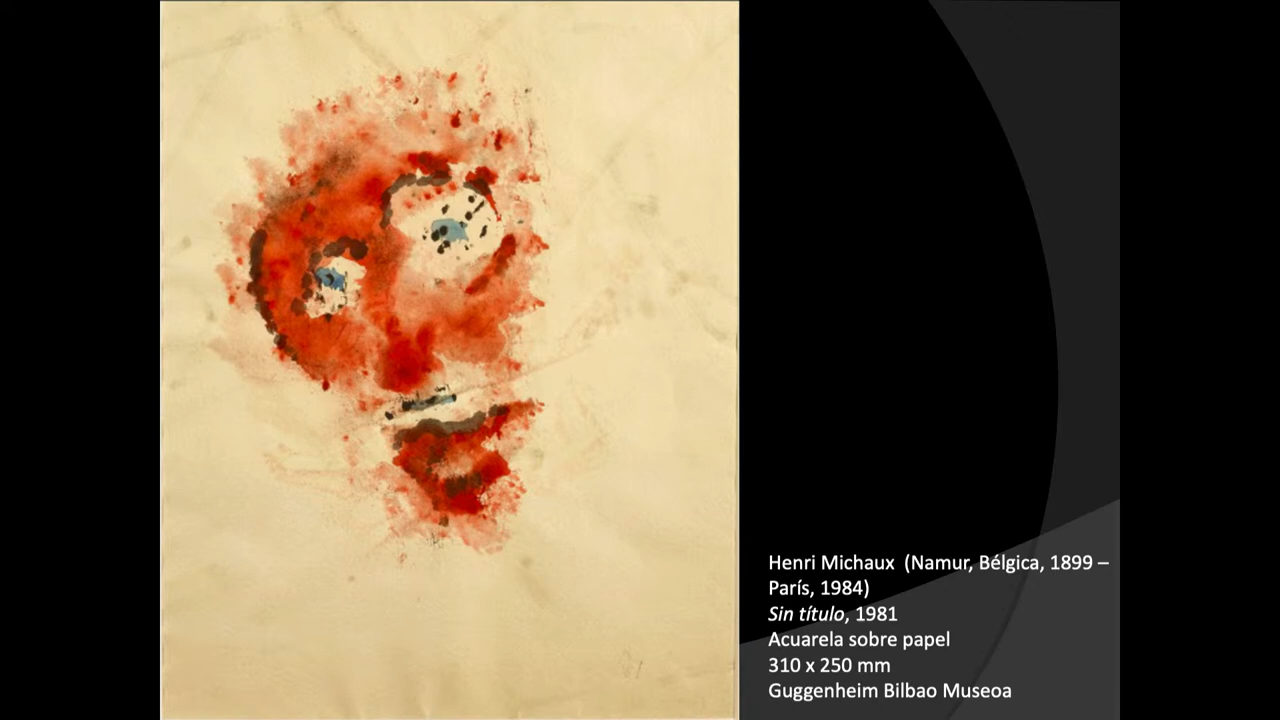 Henri Michaux  (Namur, Bélgica, 1899 –
París, 1984)
Sin título, 1981
Acuarela sobre papel
310 x 250 mm
Guggenheim Bilbao Museoa